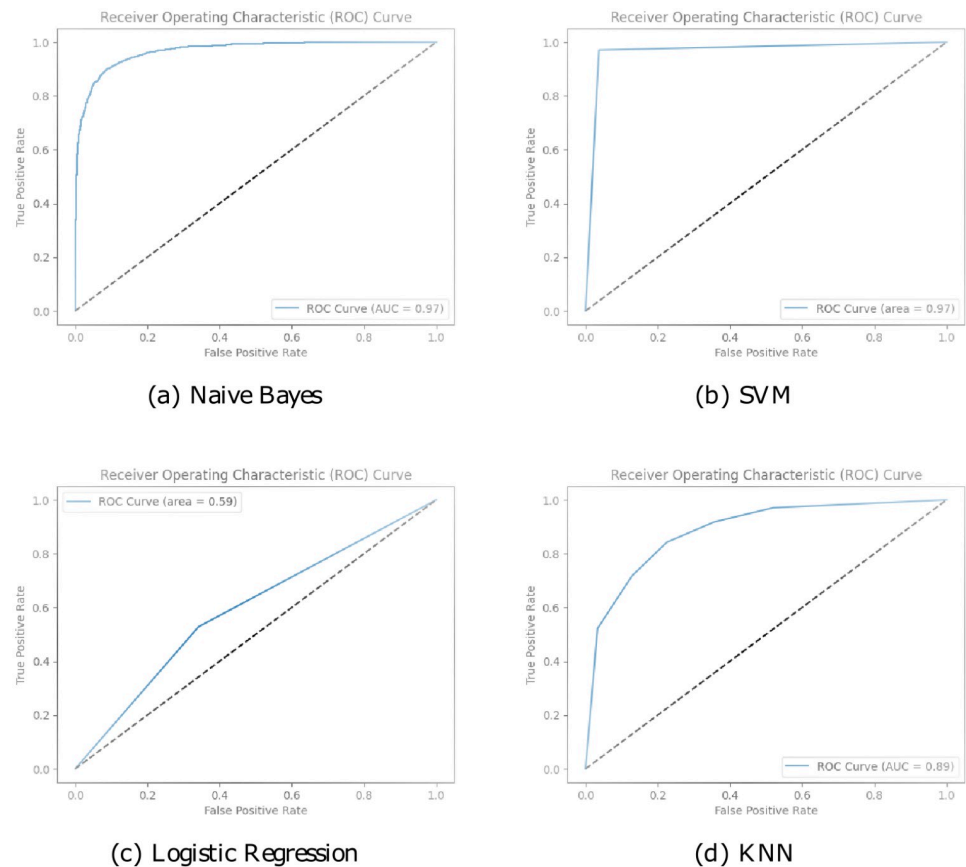 Receiver Operating Characteristic (ROC) Curve
1.0
0.8
0.6
0.4
0.2
0.0
True Positive Rate
ROC Curve (AUC = 0.97)
0.0 0.2 0.4 0.6 0.8 1.0
False Positive Rate
(a) Naive Bayes
Receiver Operating Characteristic (ROC) Curve
1.0
0.8
0.6
0.4
0.2
0.0
True Positive Rate
ROC Curve (area = 0.97)
0.0 0.2 0.4 0.6 0.8 1.0
False Positive Rate
(b) SVM
Receiver Operating Characteristic (ROC) Curve
ROC Curve (area = 0.59)
1.0
0.8
0.6
0.4
0.2
0.0
True Positive Rate
0.0 0.2 0.4 0.6 0.8 1.0
False Positive Rate
(c) Logistic Regression
Receiver Operating Characteristic (ROC) Curve
1.0
0.8
0.6
0.4
0.2
0.0
True Positive Rate
ROC Curve (AUC = 0.89)
0.0 0.2 0.4 0.6 0.8 1.0
False Positive Rate
(d) KNN